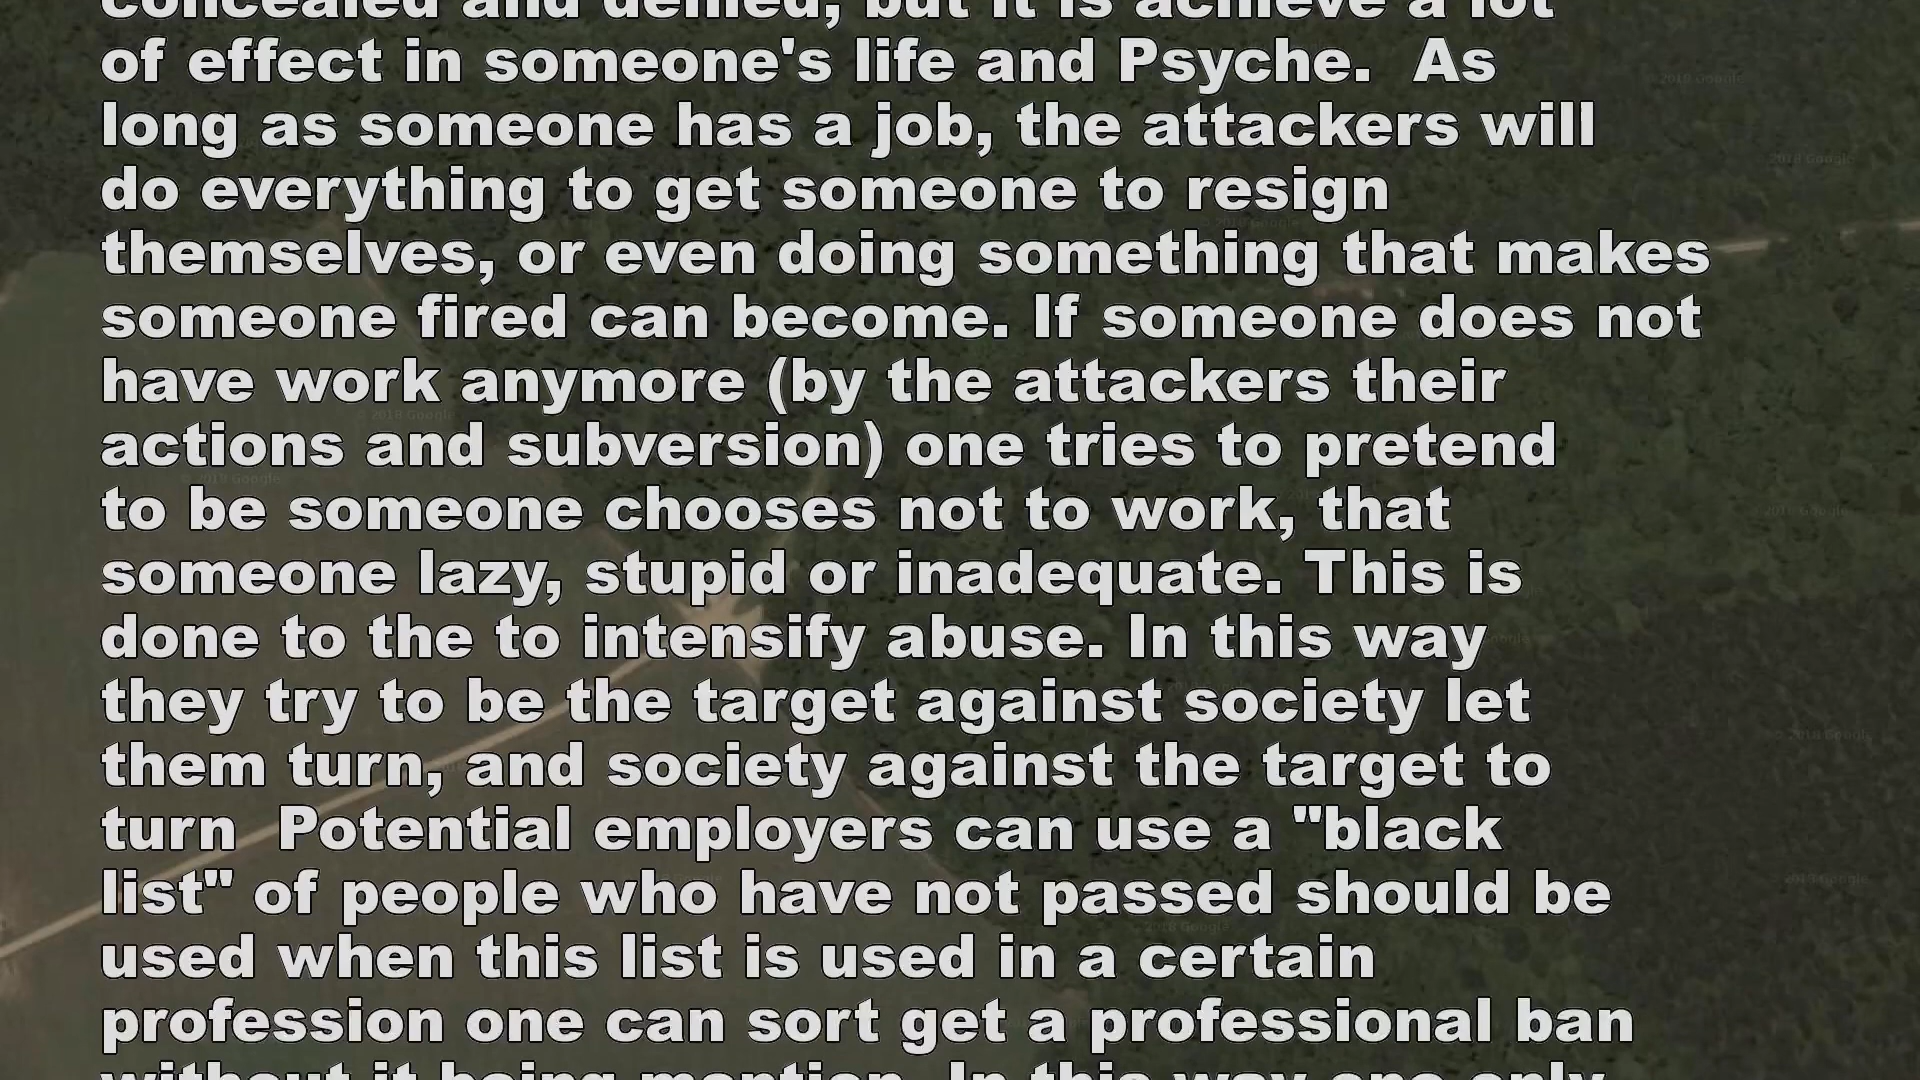 concealed and denied, but it is achieve a lot
of effect in someone's life and Psyche.  As
long as someone has a job, the attackers will
do everything to get someone to resign
themselves, or even doing something that makes
someone fired can become. If someone does not
have work anymore (by the attackers their
actions and subversion) one tries to pretend
to be someone chooses not to work, that
someone lazy, stupid or inadequate. This is
done to the to intensify abuse. In this way
they try to be the target against society let
them turn, and society against the target to
turn  Potential employers can use a "black
list" of people who have not passed should be
used when this list is used in a certain
profession one can sort get a professional ban
without it being mention. In this way one only
© 2018 Google